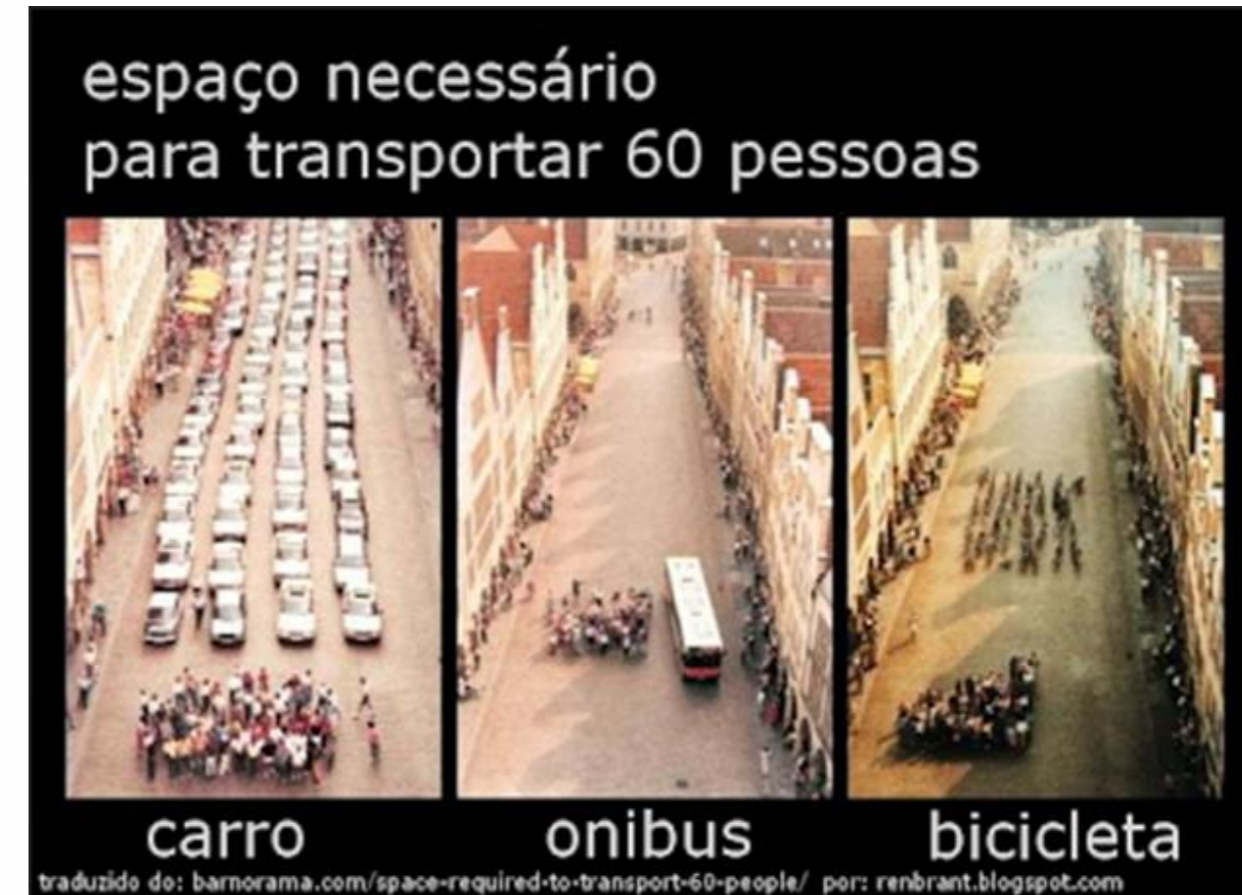 espaço necessário
para transportar 60 pessoas
carro
onibus
bicicleta
traduzido do: barnorama.com/space-required-to-transport-60-people/ por: renbrant.blogspot.com